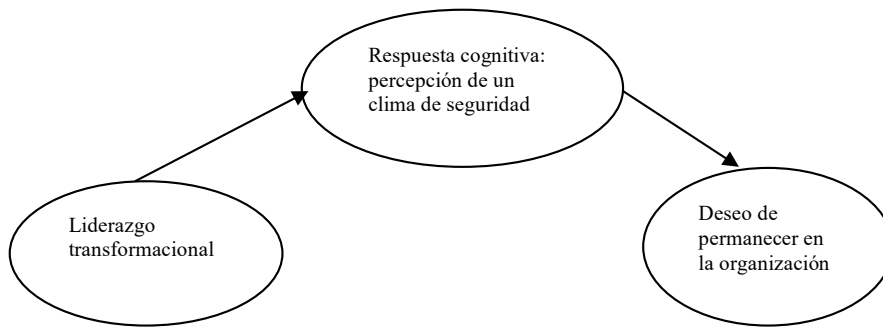 Respuesta cognitiva:
percepción de un
clima de seguridad
Liderazgo
transformacional
Deseo de
permanecer en
la organización